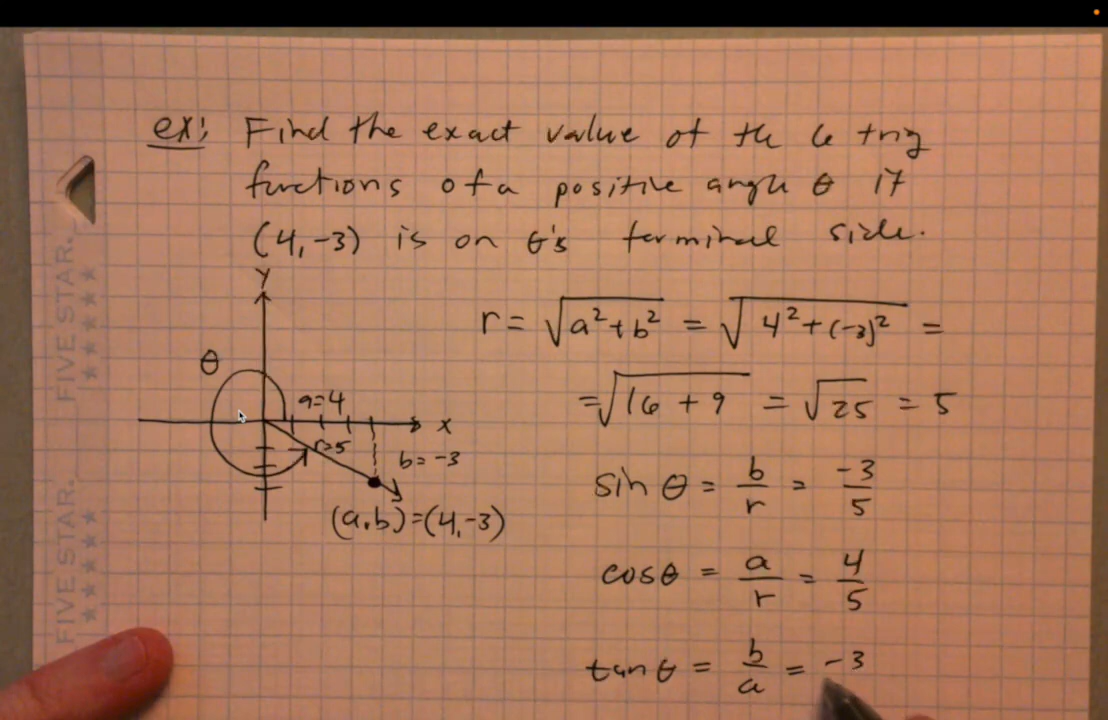 ex: Find the exact value of the 6 trig
functions of a positive angle θ if
(4,-3) is on θ's terminal side.
y
r = √a²+b² = √4²+(-3)² =
θ
a=4
= √16 + 9 = √25 = 5
x
r=5
b = -3
sin θ = b/r = -3/5
(a,b)=(4,-3)
cosθ = a/r = 4/5
tanθ = b/a = -3
FIVE STAR.
FIVE STAR.